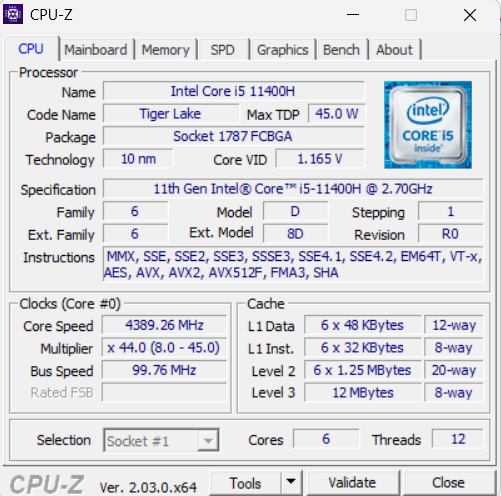 CPU-Z
CPU Mainboard Memory SPD Graphics Bench About
Processor
Name Intel Core i5 11400H
Code Name Tiger Lake Max TDP 45.0 W
Package Socket 1787 FCBGA
Technology 10 nm Core VID 1.165 V
intel
CORE i5
inside™
Specification 11th Gen Intel® Core™ i5-11400H @ 2.70GHz
Family 6 Model D Stepping 1
Ext. Family 6 Ext. Model 8D Revision R0
Instructions MMX, SSE, SSE2, SSE3, SSSE3, SSE4.1, SSE4.2, EM64T, VT-x,
AES, AVX, AVX2, AVX512F, FMA3, SHA
Clocks (Core #0)
Core Speed 4389.26 MHz
Multiplier x 44.0 (8.0 - 45.0)
Bus Speed 99.76 MHz
Rated FSB
Cache
L1 Data 6 x 48 KBytes 12-way
L1 Inst. 6 x 32 KBytes 8-way
Level 2 6 x 1.25 MBytes 20-way
Level 3 12 MBytes 8-way
Selection Socket #1 Cores 6 Threads 12
CPU-Z Ver. 2.03.0.x64 Tools Validate Close